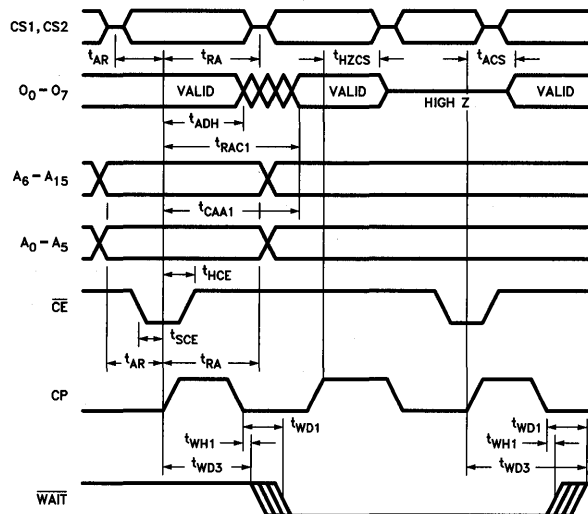 CS1, CS2
tAR tRA tHZCS tACS
O0 – O7 VALID VALID HIGH Z VALID
tADH
tRAC1
A6 – A15
tCAA1
A0 – A5
tHCE
CE
tSCE
tAR tRA
CP
tWD1 tWD1
tWH1 tWH1
tWD3 tWD3
WAIT